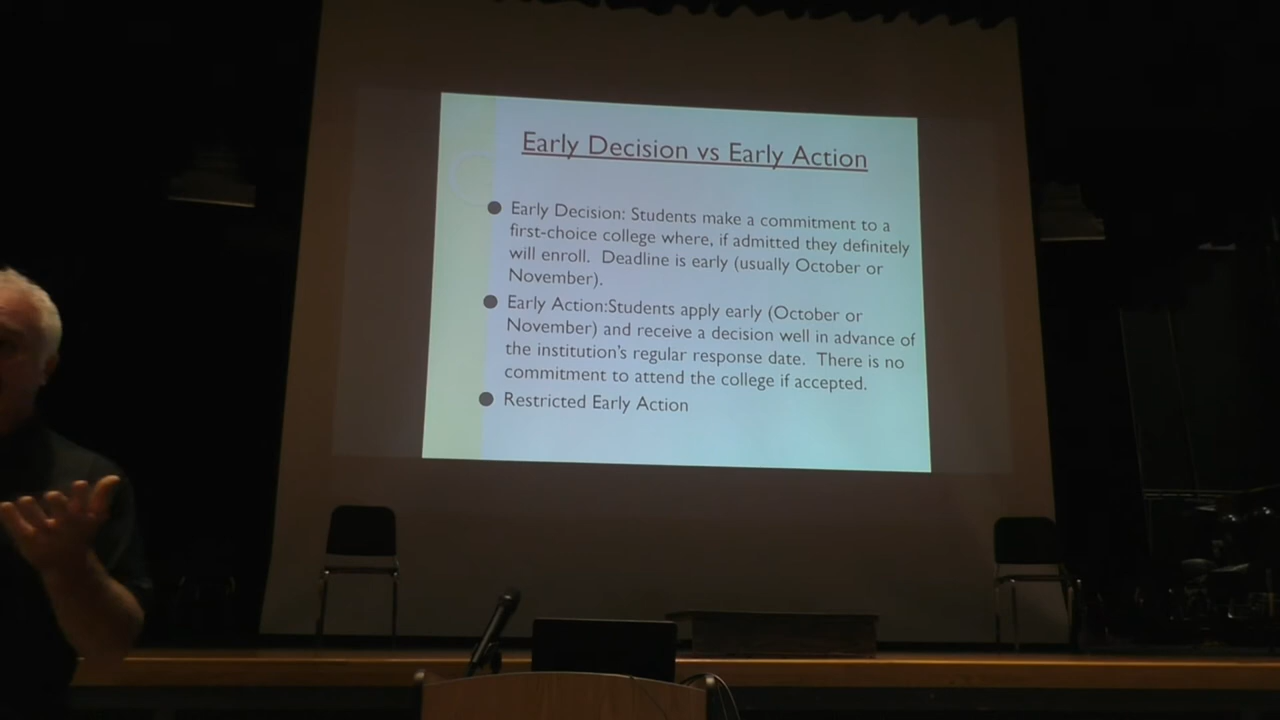 Early Decision vs Early Action
Early Decision: Students make a commitment to a
first-choice college where, if admitted they definitely
will enroll. Deadline is early (usually October or
November).
Early Action:Students apply early (October or
November) and receive a decision well in advance of
the institution's regular response date. There is no
commitment to attend the college if accepted.
Restricted Early Action